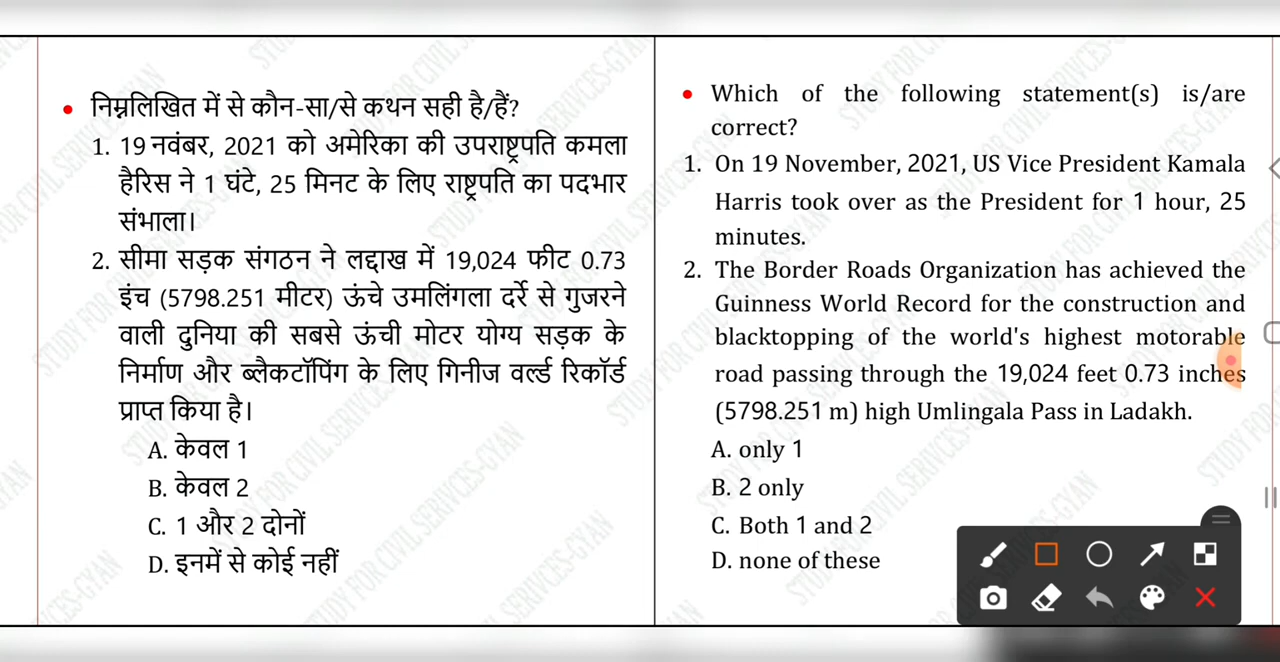 निम्नलिखित में से कौन-सा/से कथन सही है/हैं?
1. 19 नवंबर, 2021 को अमेरिका की उपराष्ट्रपति कमला
हैरिस ने 1 घंटे, 25 मिनट के लिए राष्ट्रपति का पदभार
संभाला।
2. सीमा सड़क संगठन ने लद्दाख में 19,024 फीट 0.73
इंच (5798.251 मीटर) ऊंचे उमलिंगला दर्रे से गुजरने
वाली दुनिया की सबसे ऊंची मोटर योग्य सड़क के
निर्माण और ब्लैकटॉपिंग के लिए गिनीज वर्ल्ड रिकॉर्ड
प्राप्त किया है।
A. केवल 1
B. केवल 2
C. 1 और 2 दोनों
D. इनमें से कोई नहीं
Which of the following statement(s) is/are
correct?
1. On 19 November, 2021, US Vice President Kamala
Harris took over as the President for 1 hour, 25
minutes.
2. The Border Roads Organization has achieved the
Guinness World Record for the construction and
blacktopping of the world's highest motorable
road passing through the 19,024 feet 0.73 inches
(5798.251 m) high Umlingala Pass in Ladakh.
A. only 1
B. 2 only
C. Both 1 and 2
D. none of these
STUDY FOR CIVIL SERIVCES-GYAN